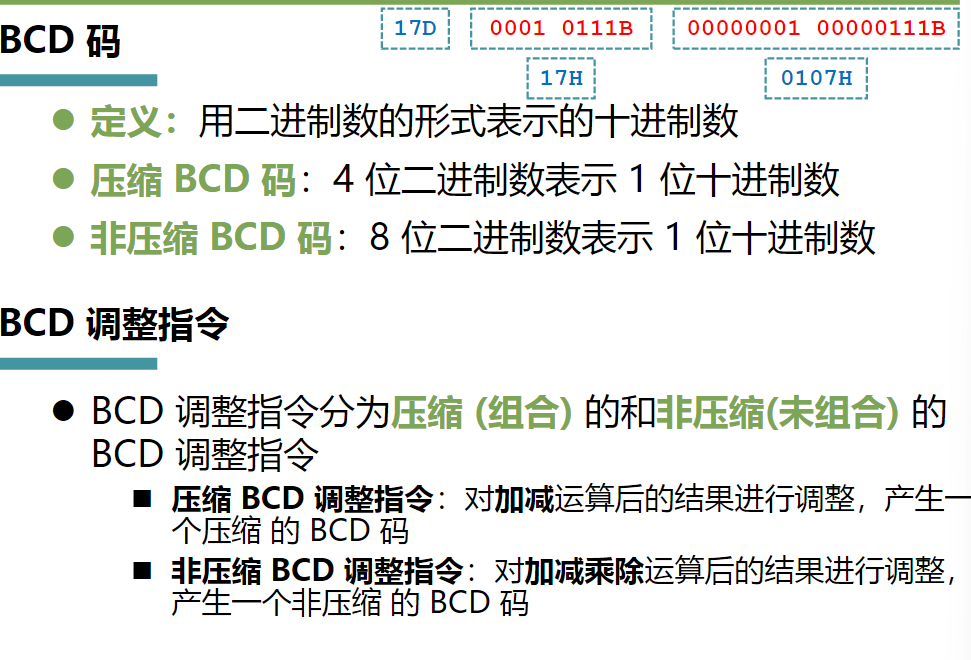 BCD 码
17D
0001 0111B
00000001 00000111B
17H
0107H
定义：用二进制数的形式表示的十进制数
压缩 BCD 码：4 位二进制数表示 1 位十进制数
非压缩 BCD 码：8 位二进制数表示 1 位十进制数
BCD 调整指令
BCD 调整指令分为压缩 (组合) 的和非压缩(未组合) 的
BCD 调整指令
压缩 BCD 调整指令：对加减运算后的结果进行调整，产生一
个压缩 的 BCD 码
非压缩 BCD 调整指令：对加减乘除运算后的结果进行调整，
产生一个非压缩 的 BCD 码